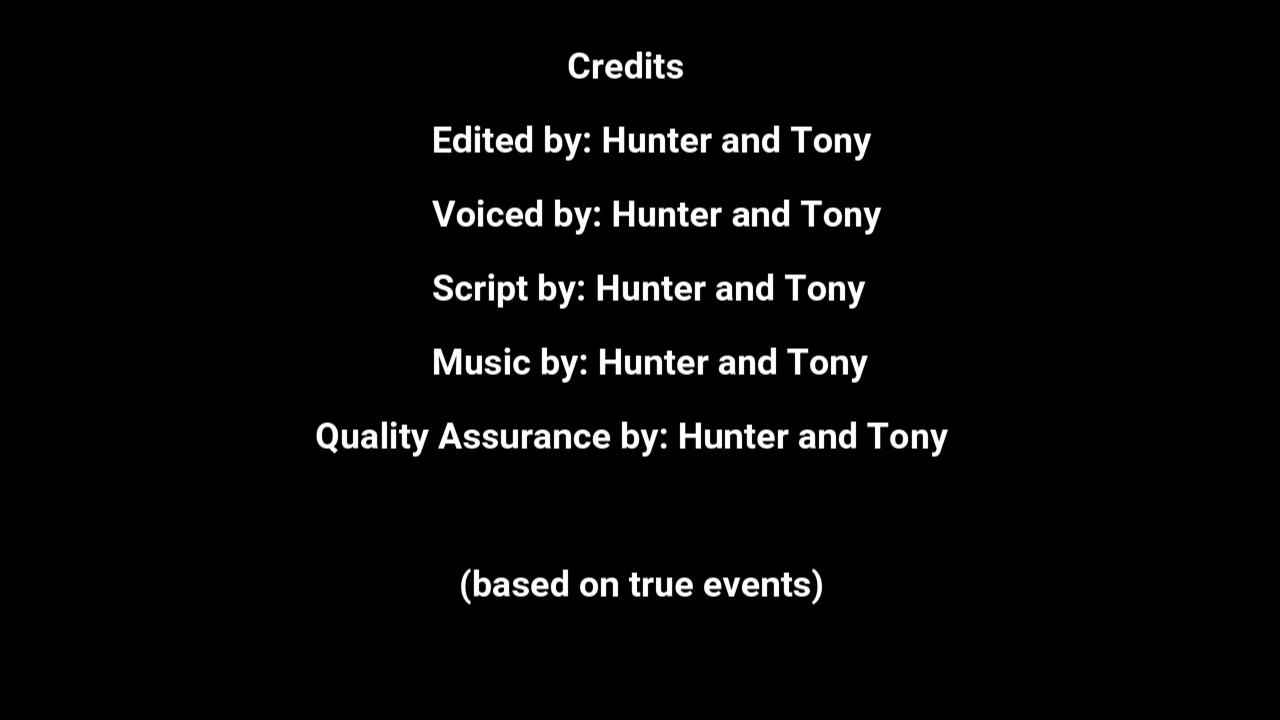 Credits
Edited by: Hunter and Tony
Voiced by: Hunter and Tony
Script by: Hunter and Tony
Music by: Hunter and Tony
Quality Assurance by: Hunter and Tony
(based on true events)